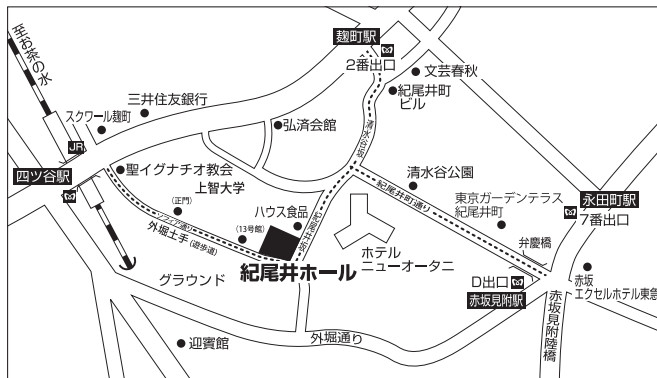 至お茶の水
麹町駅
2番出口
文芸春秋
紀尾井町
ビル
三井住友銀行
スクワール麹町
弘済会館
清水谷坂
JR
四ツ谷駅
聖イグナチオ教会
上智大学
(正門)
ソフィア通り
外堀土手(遊歩道)
(13号館)
ハウス食品
紀尾井坂
紀尾井ホール
グラウンド
清水谷公園
紀尾井町通り
東京ガーデンテラス
紀尾井町
永田町駅
7番出口
ホテル
ニューオータニ
弁慶橋
D出口
赤坂見附駅
赤坂
エクセルホテル東急
赤坂見附陸橋
外堀通り
迎賓館